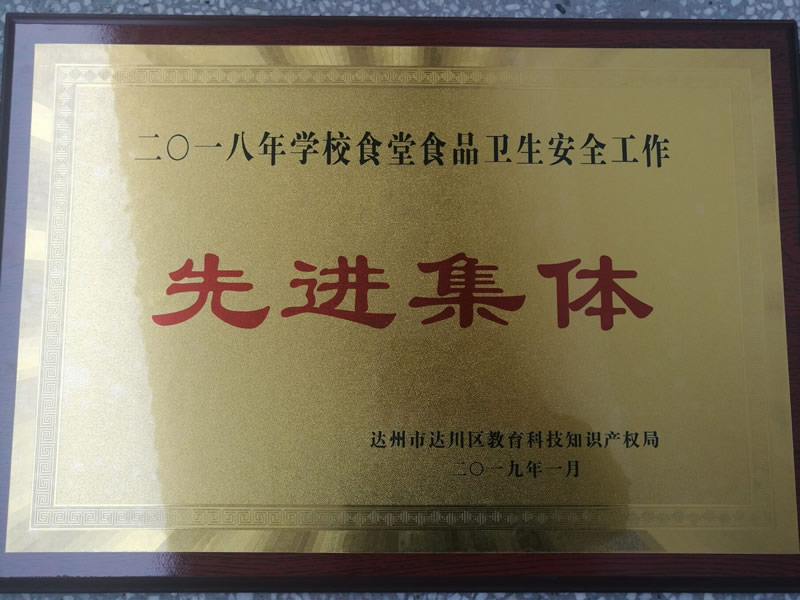 二〇一八年学校食堂食品卫生安全工作
先进集体
达州市达川区教育科技知识产权局
二〇一九年一月